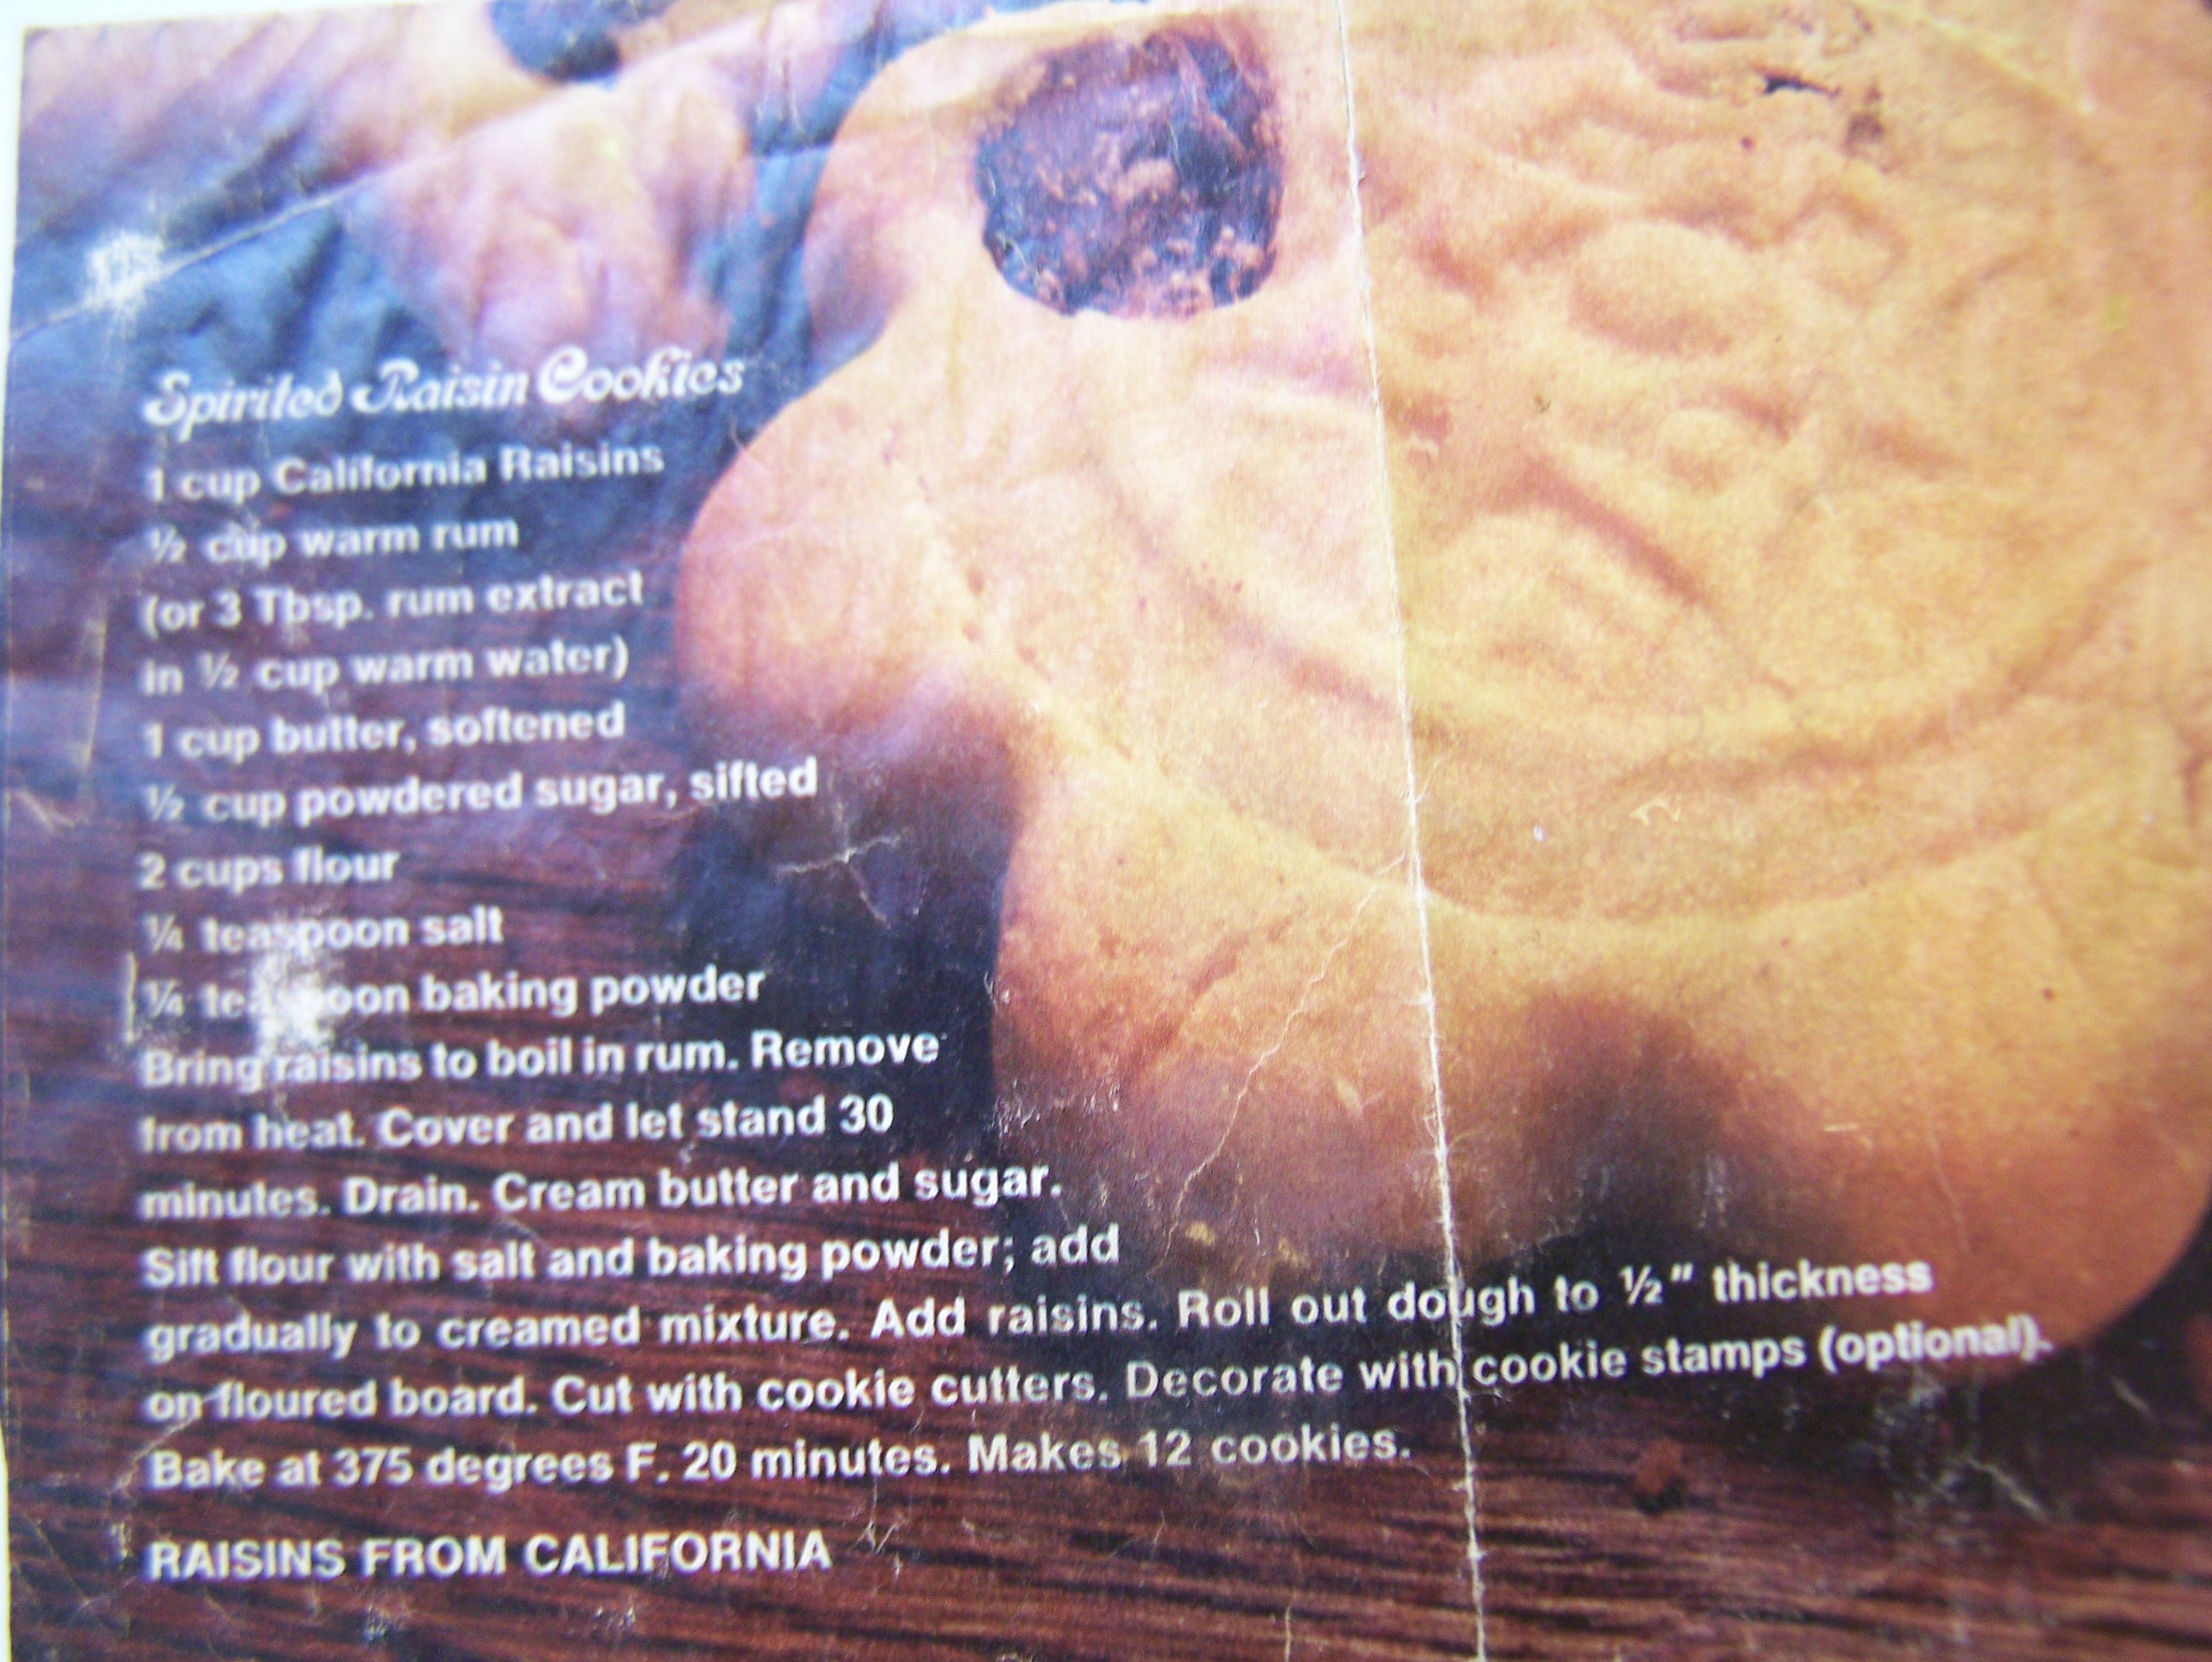 Spirited Raisin Cookies
1 cup California Raisins
½ cup warm rum
(or 3 Tbsp. rum extract
in ½ cup warm water)
1 cup butter, softened
½ cup powdered sugar, sifted
2 cups flour
¼ teaspoon salt
¼ teaspoon baking powder
Bring raisins to boil in rum. Remove
from heat. Cover and let stand 30
minutes. Drain. Cream butter and sugar.
Sift flour with salt and baking powder; add
gradually to creamed mixture. Add raisins. Roll out dough to ½" thickness
on floured board. Cut with cookie cutters. Decorate with cookie stamps (optional).
Bake at 375 degrees F. 20 minutes. Makes 12 cookies.
RAISINS FROM CALIFORNIA